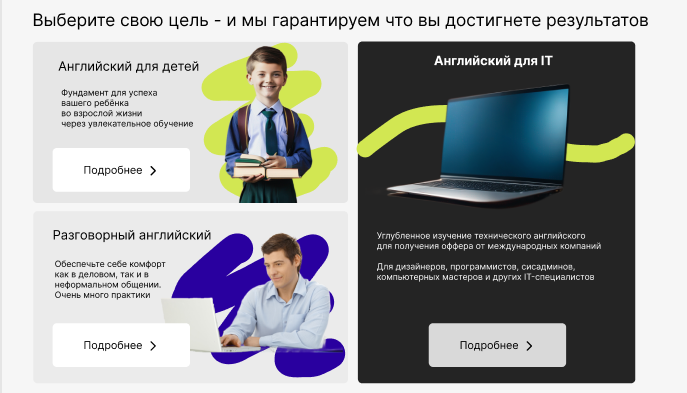 Выберите свою цель - и мы гарантируем что вы достигнете результатов
Английский для детей
Фундамент для успеха
вашего ребёнка
во взрослой жизни
через увлекательное обучение
Подробнее
Разговорный английский
Обеспечьте себе комфорт
как в деловом, так и в
неформальном общении.
Очень много практики
Подробнее
Английский для IT
Углубленное изучение технического английского
для получения оффера от международных компаний
Для дизайнеров, программистов, сисадминов,
компьютерных мастеров и других IT-специалистов
Подробнее